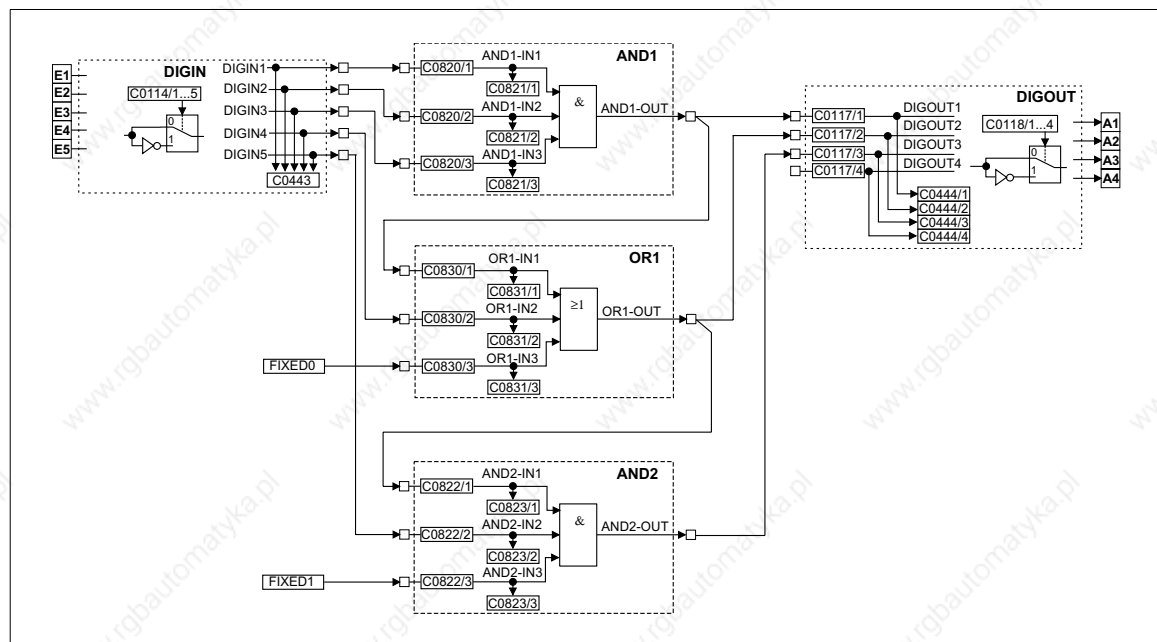 DIGIN
E1
E2
E3
E4
E5
C0114/1...5
0
1
DIGIN1
DIGIN2
DIGIN3
DIGIN4
DIGIN5
C0443
AND1
C0820/1
AND1-IN1
C0821/1
C0820/2
AND1-IN2
C0821/2
C0820/3
AND1-IN3
C0821/3
&
AND1-OUT
OR1
C0830/1
OR1-IN1
C0831/1
C0830/2
OR1-IN2
C0831/2
FIXED0
C0830/3
OR1-IN3
C0831/3
≥1
OR1-OUT
AND2
C0822/1
AND2-IN1
C0823/1
C0822/2
AND2-IN2
C0823/2
FIXED1
C0822/3
AND2-IN3
C0823/3
&
AND2-OUT
DIGOUT
C0117/1
DIGOUT1
C0117/2
DIGOUT2
C0117/3
DIGOUT3
C0117/4
DIGOUT4
C0444/1
C0444/2
C0444/3
C0444/4
C0118/1...4
0
1
A1
A2
A3
A4
www.rgbautomatyka.pl